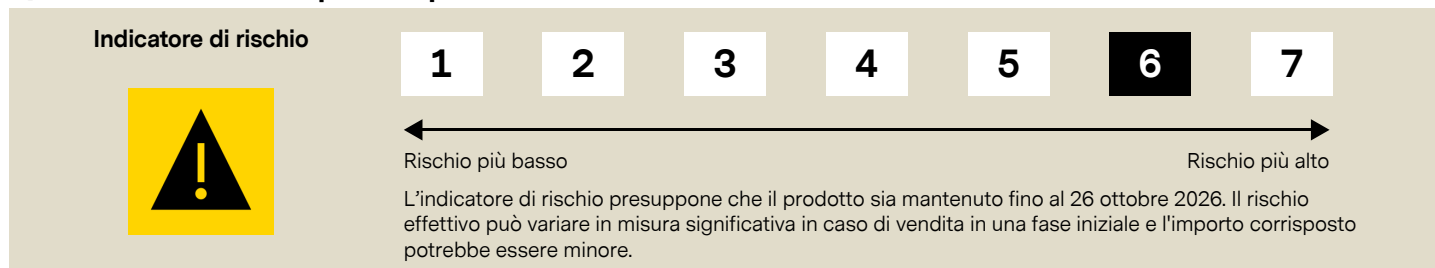 Indicatore di rischio
1 2 3 4 5 6 7
Rischio più basso Rischio più alto
L'indicatore di rischio presuppone che il prodotto sia mantenuto fino al 26 ottobre 2026. Il rischio
effettivo può variare in misura significativa in caso di vendita in una fase iniziale e l'importo corrisposto
potrebbe essere minore.